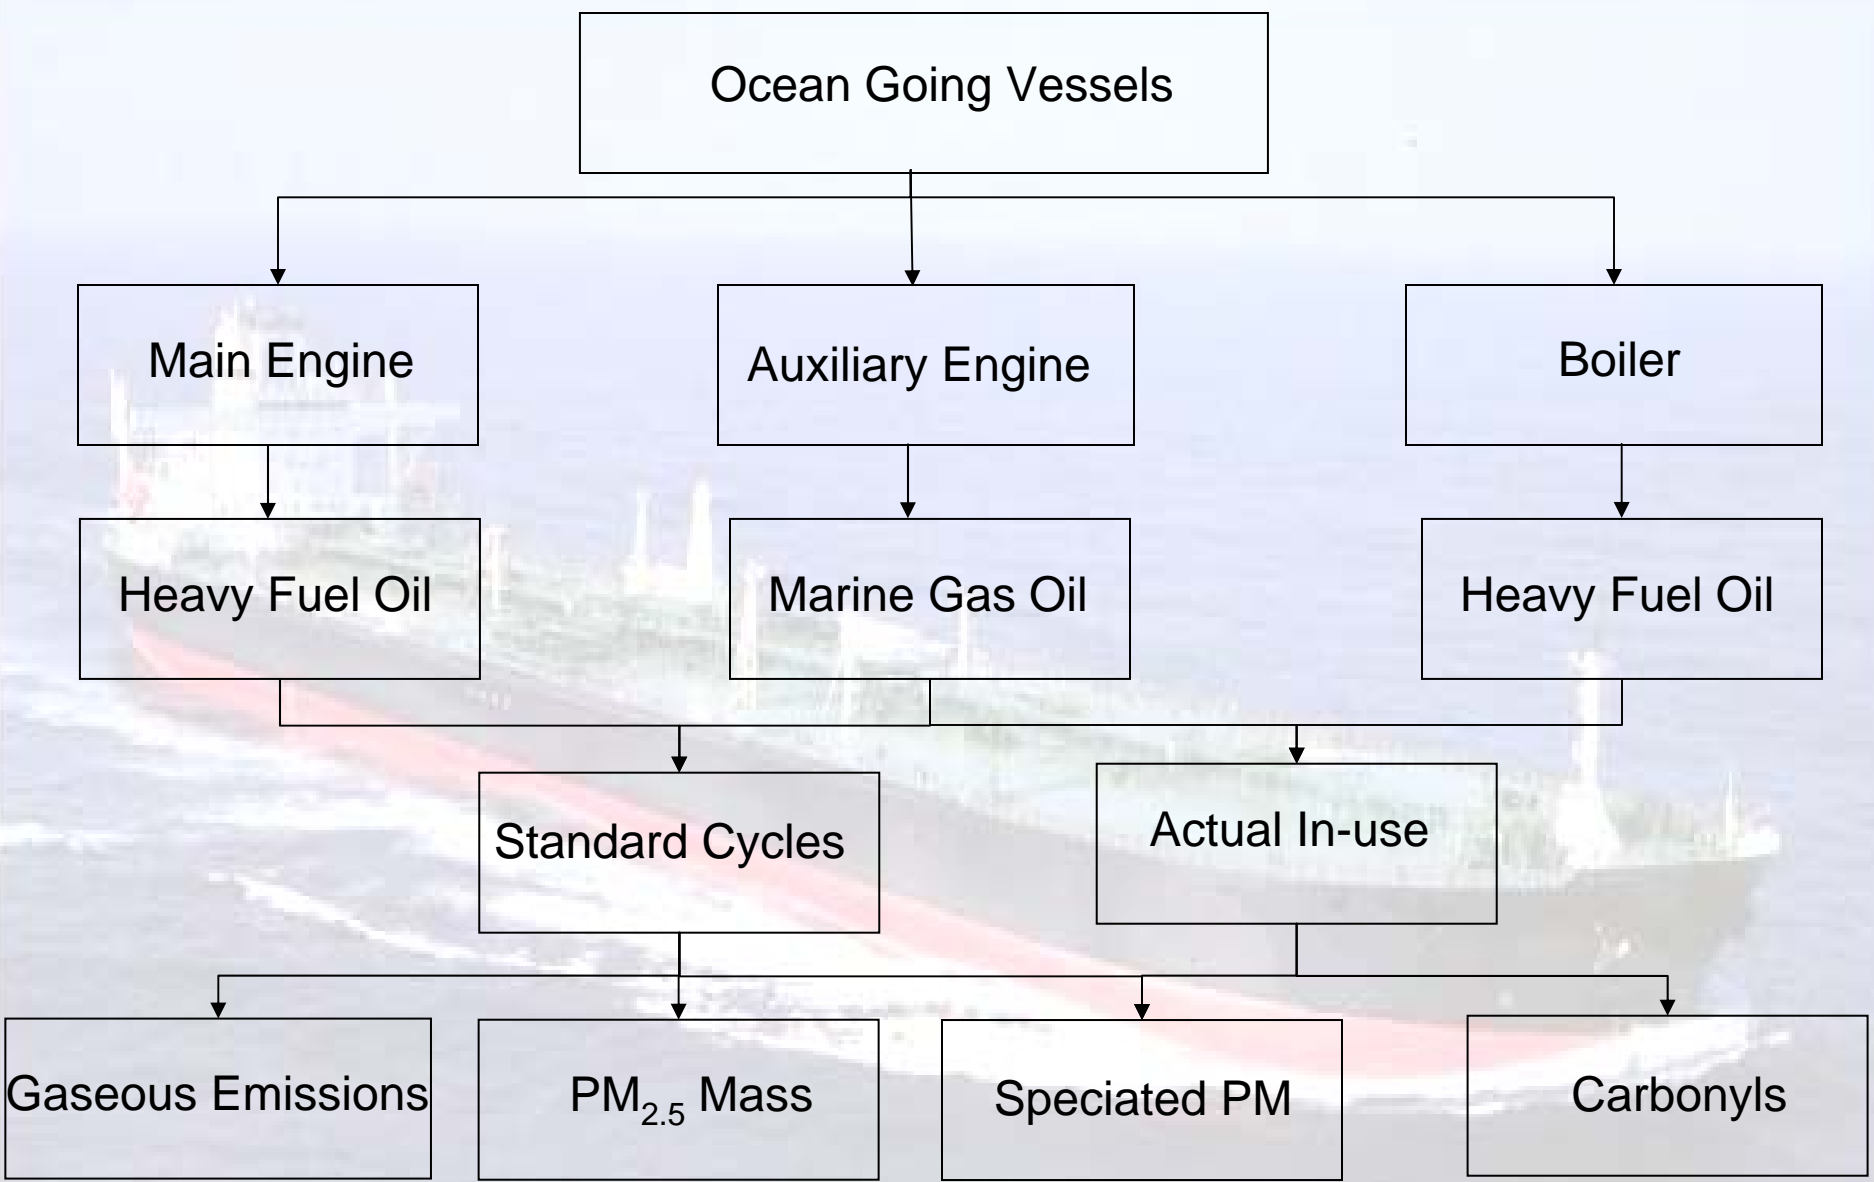 Ocean Going Vessels
Main Engine
Auxiliary Engine
Boiler
Heavy Fuel Oil
Marine Gas Oil
Heavy Fuel Oil
Standard Cycles
Actual In-use
Gaseous Emissions
PM2.5 Mass
Speciated PM
Carbonyls